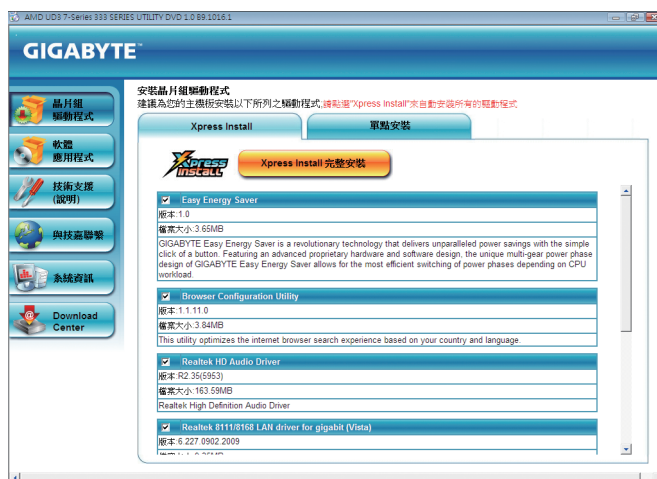 AMD UD3 7-Series 333 SERIES UTILITY DVD 1.0 B9.1016.1
GIGABYTE™
晶片組
驅動程式
軟體
應用程式
技術支援
(說明)
與技嘉聯繫
系統資訊
Download
Center
安裝晶片組驅動程式
建議為您的主機板安裝以下所列之驅動程式,請點選"Xpress Install"來自動安裝所有的驅動程式
Xpress Install
單點安裝
Xpress
INSTALL
Xpress Install 完整安裝
Easy Energy Saver
版本:1.0
檔案大小:3.65MB
GIGABYTE Easy Energy Saver is a revolutionary technology that delivers unparalleled power savings with the simple
click of a button. Featuring an advanced proprietary hardware and software design, the unique multi-gear power phase
design of GIGABYTE Easy Energy Saver allows for the most efficient switching of power phases depending on CPU
workload.
Browser Configuration Utility
版本:1.1.11.0
檔案大小:3.84MB
This utility optimizes the internet browser search experience based on your country and language.
Realtek HD Audio Driver
版本:R2.35(5953)
檔案大小:163.59MB
Realtek High Definition Audio Driver
Realtek 8111/8168 LAN driver for gigabit (Vista)
版本:6.227.0902.2009